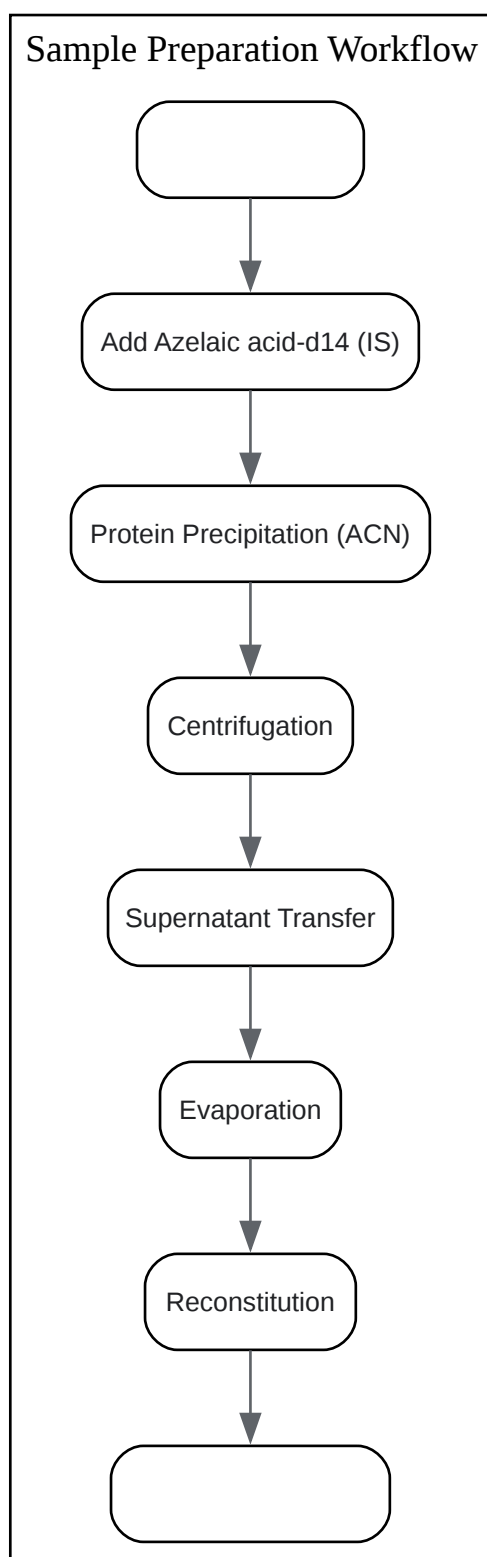 Sample Preparation Workflow
Add Azelaic acid-d14 (IS)
Protein Precipitation (ACN)
Centrifugation
Supernatant Transfer
Evaporation
Reconstitution